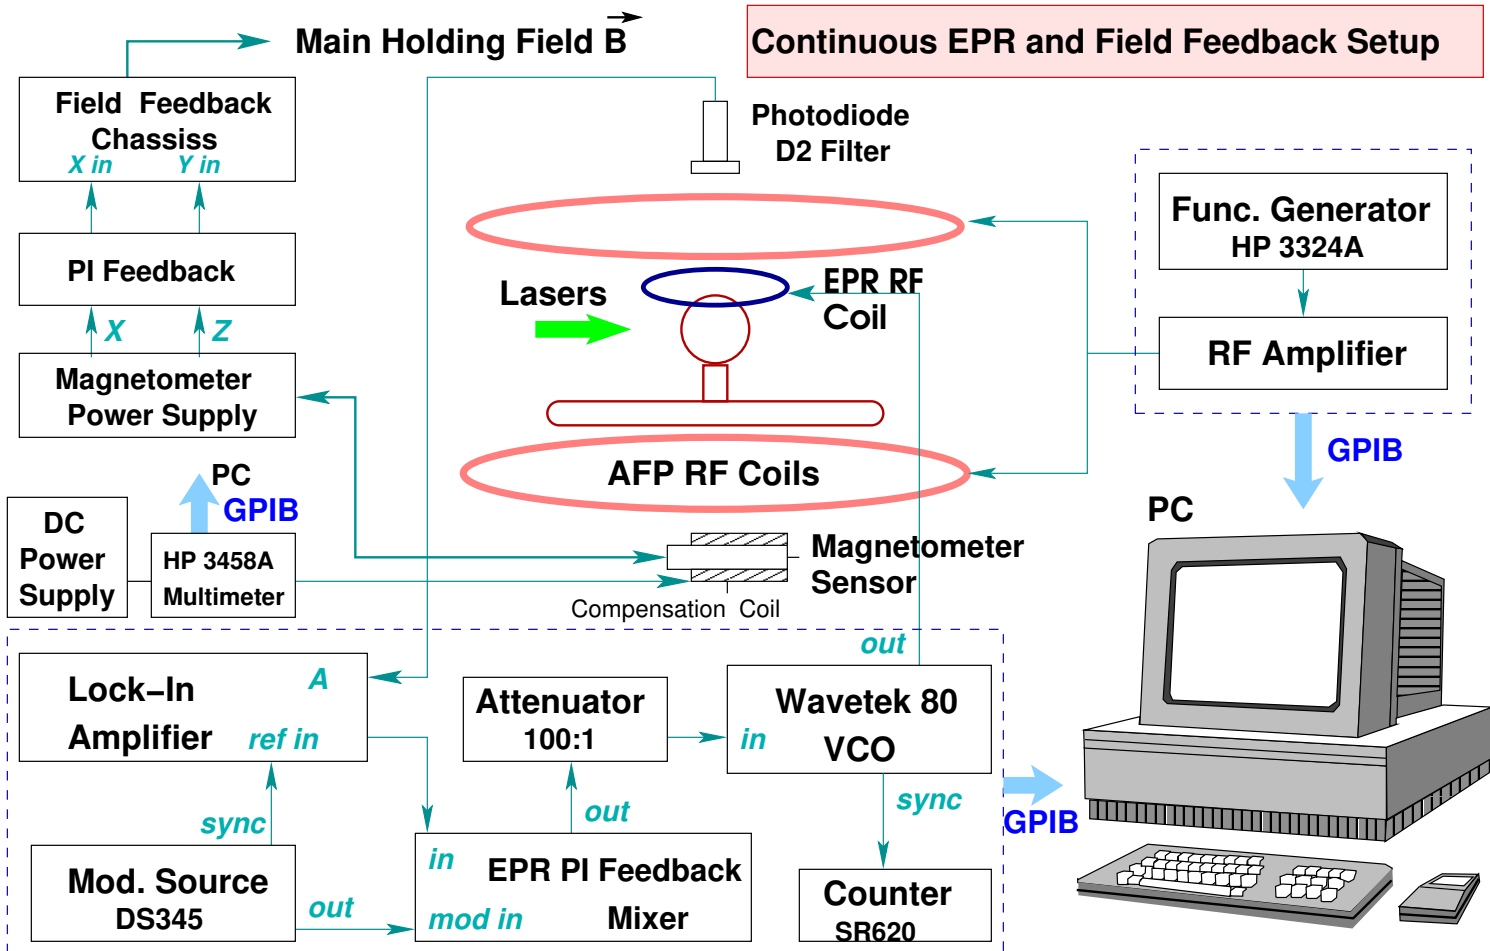 Main Holding Field B
Continuous EPR and Field Feedback Setup
Field Feedback
Chassiss
X in
Y in
PI Feedback
X
Z
Magnetometer
Power Supply
PC
GPIB
DC
Power
Supply
HP 3458A
Multimeter
Photodiode
D2 Filter
Lasers
EPR RF
Coil
AFP RF Coils
Magnetometer
Sensor
Compensation Coil
Func. Generator
HP 3324A
RF Amplifier
GPIB
PC
Lock-In
Amplifier
A
ref in
sync
Mod. Source
DS345
out
Attenuator
100:1
out
in
EPR PI Feedback
mod in
Mixer
out
Wavetek 80
in
VCO
sync
Counter
SR620
GPIB